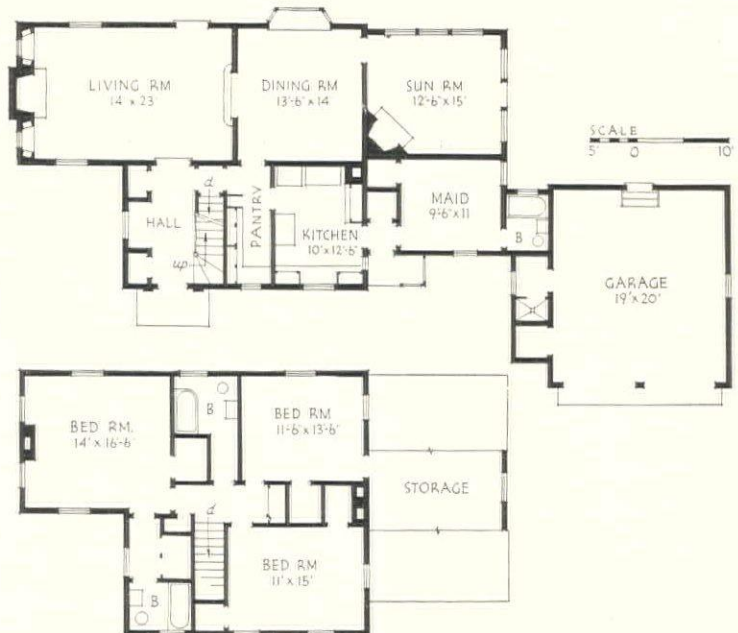 LIVING RM
14' x 23'
DINING RM
13'-6" x 14
SUN RM
12'-6" x 15'
SCALE
5' 0 10'
HALL
d
up
PANTRY
KITCHEN
10' x 12'-6"
MAID
9'-6" x 11
B
GARAGE
19' x 20'
BED RM.
14' x 16'-6
B
BED RM
11'-6" x 13'-6"
STORAGE
d
BED RM
11' x 15'
B